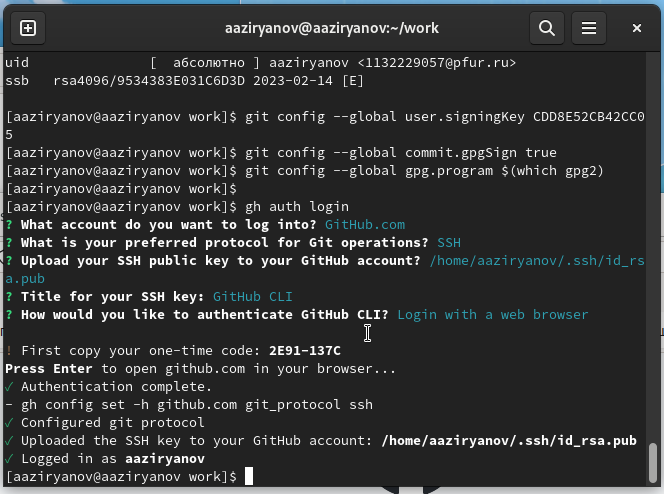 aaziryanov@aaziryanov:~/work
uid                  [  абсолютно ] aaziryanov <1132229057@pfur.ru>
ssb   rsa4096/9534383E031C6D3D 2023-02-14 [E]
[aaziryanov@aaziryanov work]$ git config --global user.signingKey CDD8E52CB42CC0
5
[aaziryanov@aaziryanov work]$ git config --global commit.gpgSign true
[aaziryanov@aaziryanov work]$ git config --global gpg.program $(which gpg2)
[aaziryanov@aaziryanov work]$
[aaziryanov@aaziryanov work]$ gh auth login
? What account do you want to log into? GitHub.com
? What is your preferred protocol for Git operations? SSH
? Upload your SSH public key to your GitHub account? /home/aaziryanov/.ssh/id_rs
a.pub
? Title for your SSH key: GitHub CLI
? How would you like to authenticate GitHub CLI? Login with a web browser
! First copy your one-time code: 2E91-137C
Press Enter to open github.com in your browser...
✓ Authentication complete.
- gh config set -h github.com git_protocol ssh
✓ Configured git protocol
✓ Uploaded the SSH key to your GitHub account: /home/aaziryanov/.ssh/id_rsa.pub
✓ Logged in as aaziryanov
[aaziryanov@aaziryanov work]$